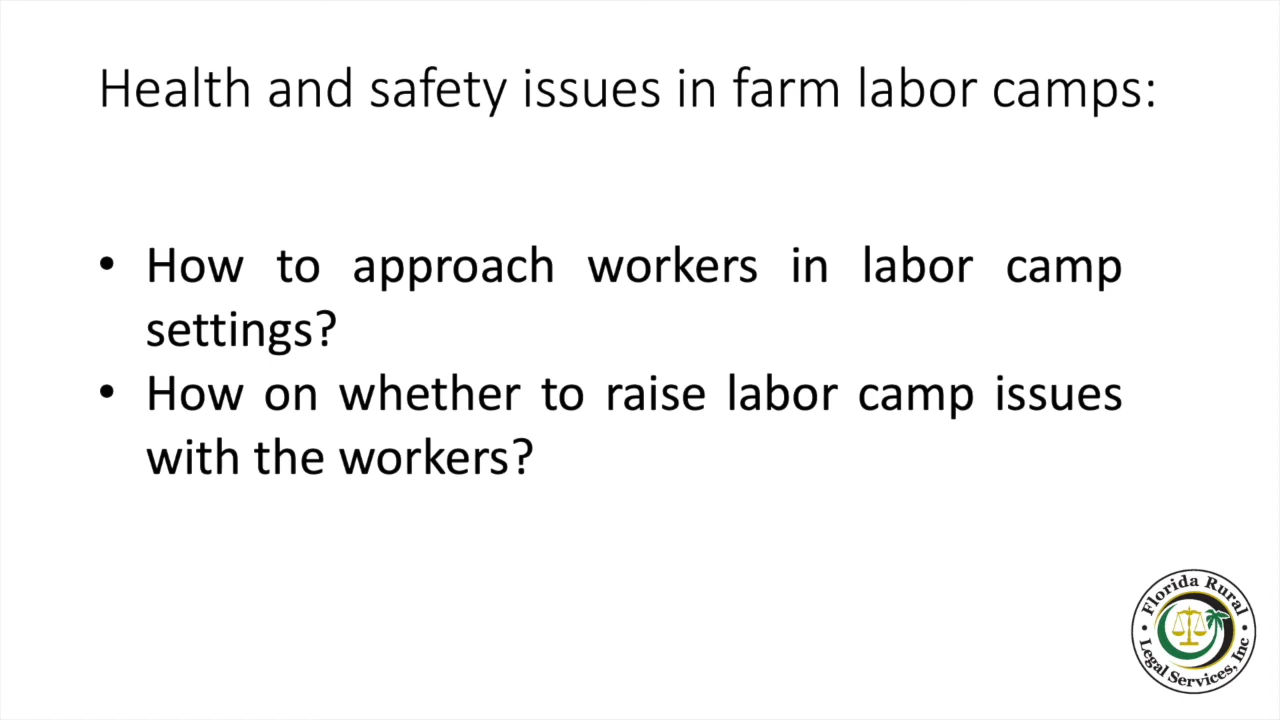 Health and safety issues in farm labor camps:
• How to approach workers in labor camp
settings?
• How on whether to raise labor camp issues
with the workers?
• Florida Rural •
Legal Services, Inc